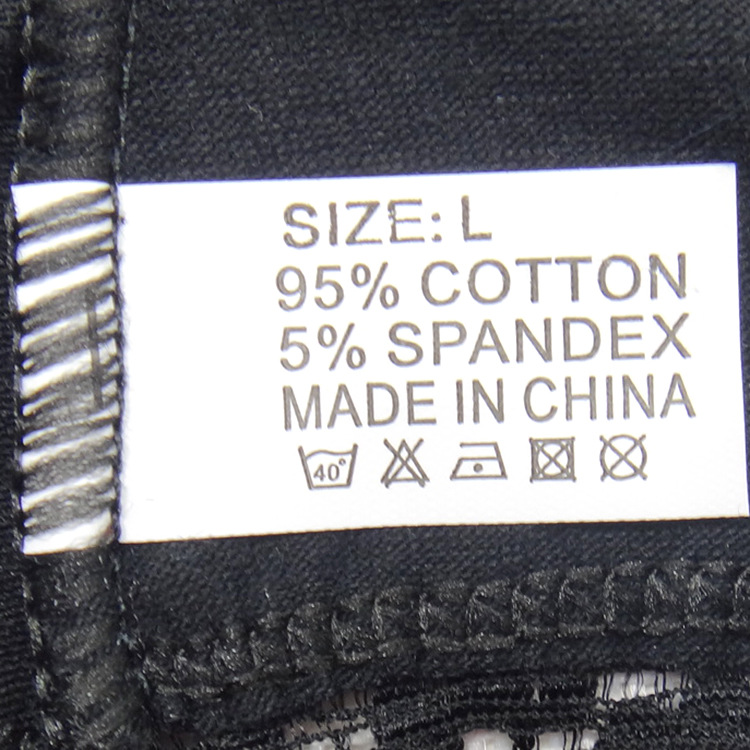 SIZE: L
95% COTTON
5% SPANDEX
MADE IN CHINA
40°